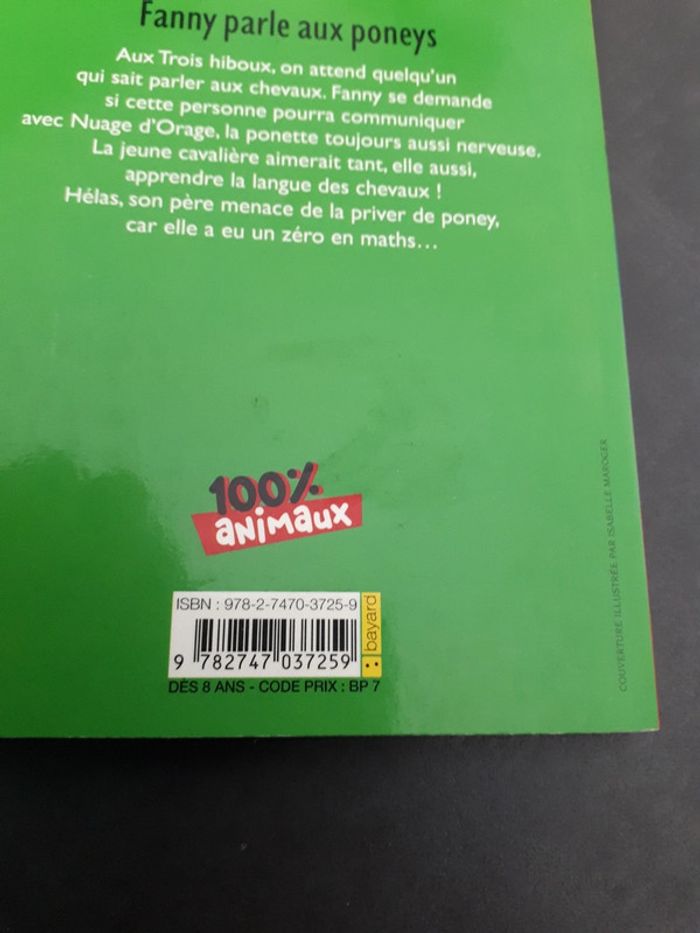 Fanny parle aux poneys
Aux Trois hiboux, on attend quelqu'un
qui sait parler aux chevaux. Fanny se demande
si cette personne pourra communiquer
avec Nuage d'Orage, la ponette toujours aussi nerveuse.
La jeune cavalière aimerait tant, elle aussi,
apprendre la langue des chevaux !
Hélas, son père menace de la priver de poney,
car elle a eu un zéro en maths...
100%
animaux
ISBN : 978-2-7470-3725-9
9 782747 037259
bayard
DÈS 8 ANS - CODE PRIX : BP 7
COUVERTURE ILLUSTRÉE PAR ISABELLE MAROGER